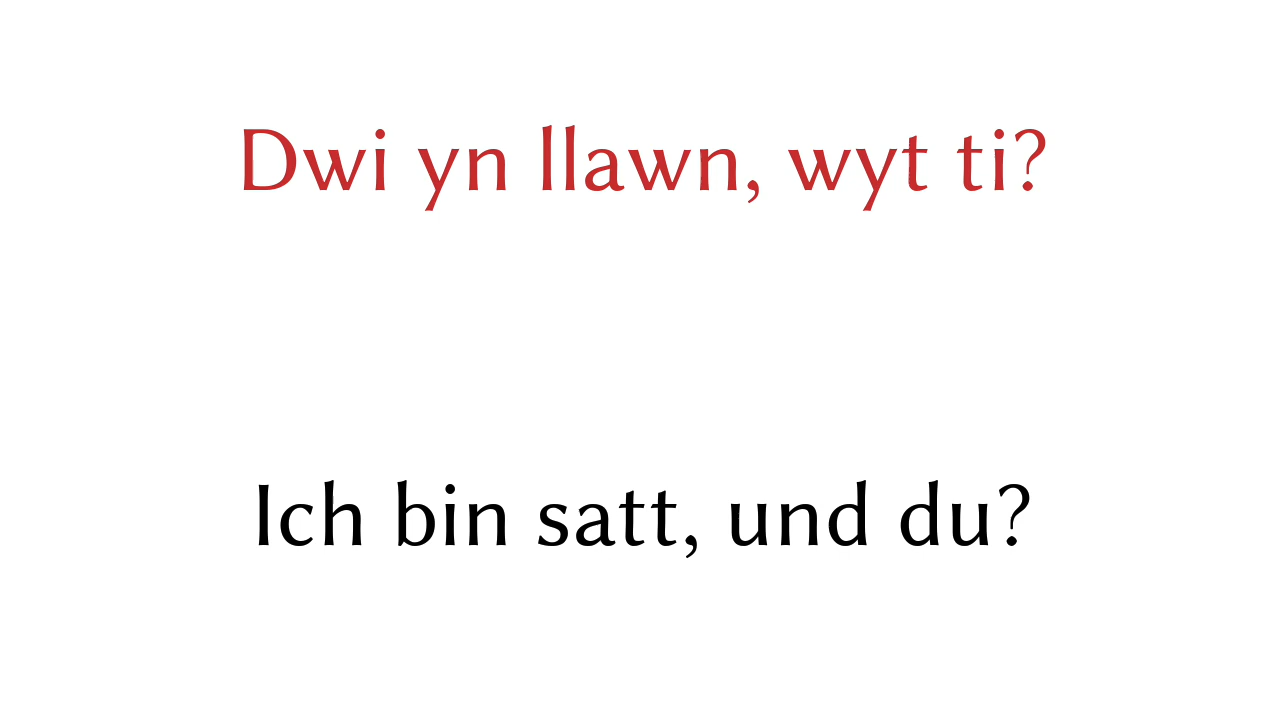 Dwi yn llawn, wyt ti?
Ich bin satt, und du?